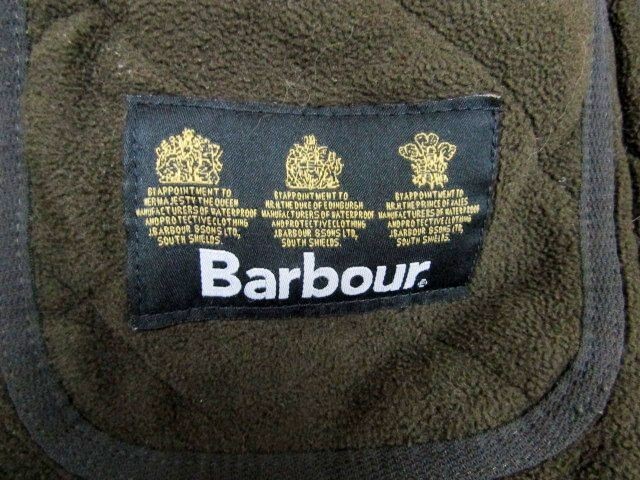 BY APPOINTMENT TO
HER MAJESTY THE QUEEN
MANUFACTURERS OF WATERPROOF
AND PROTECTIVE CLOTHING
J.BARBOUR & SONS LTD,
SOUTH SHIELDS.
BY APPOINTMENT TO
H.R.H. THE DUKE OF EDINBURGH
MANUFACTURERS OF WATERPROOF
AND PROTECTIVE CLOTHING
J.BARBOUR & SONS LTD,
SOUTH SHIELDS.
BY APPOINTMENT TO
H.R.H THE PRINCE OF WALES
MANUFACTURERS OF WATERPROOF
AND PROTECTIVE CLOTHING
J.BARBOUR & SONS LTD,
SOUTH SHIELDS.
Barbour.